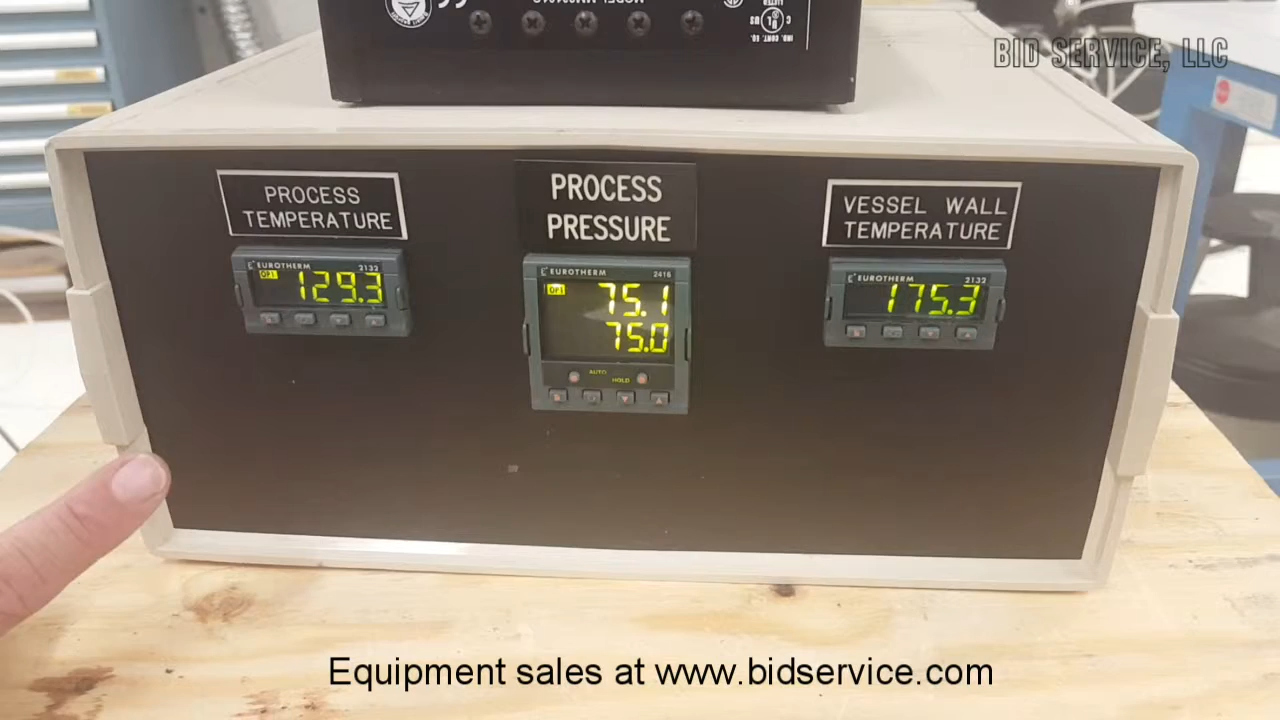 BID SERVICE, LLC
PROCESS
TEMPERATURE
PROCESS
PRESSURE
VESSEL WALL
TEMPERATURE
EUROTHERM 2132
OP1 129.3
EUROTHERM 2416
OP1 75.1
75.0
AUTO
HOLD
EUROTHERM 2132
175.3
Equipment sales at www.bidservice.com